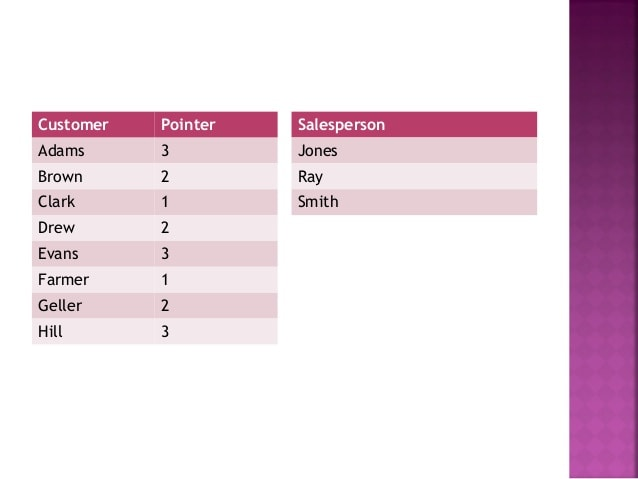 Customer Pointer
Adams 3
Brown 2
Clark 1
Drew 2
Evans 3
Farmer 1
Geller 2
Hill 3
Salesperson
Jones
Ray
Smith